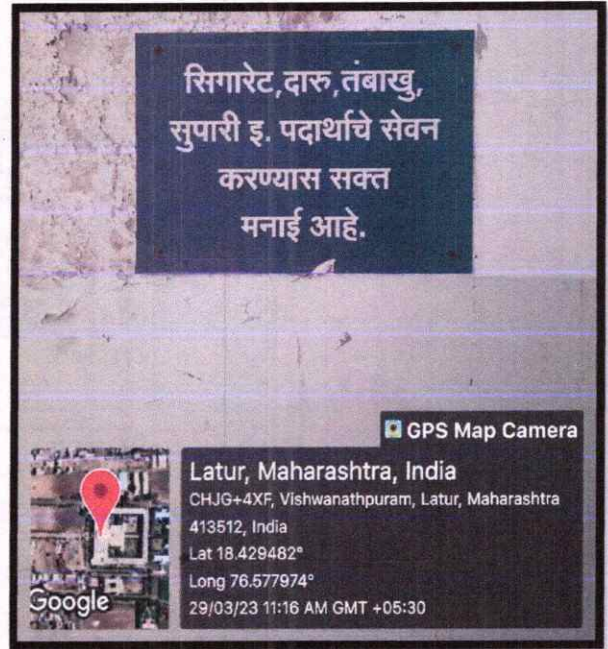 सिगारेट,दारु,तंबाखु,
सुपारी इ. पदार्थाचे सेवन
करण्यास सक्त
मनाई आहे.
GPS Map Camera
Latur, Maharashtra, India
CHJG+4XF, Vishwanathpuram, Latur, Maharashtra
413512, India
Lat 18.429482°
Long 76.577974°
29/03/23 11:16 AM GMT +05:30
Google